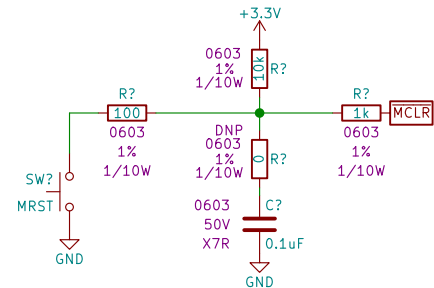 +3.3V
0603
1%
1/10W
10k
R?
R?
100
0603
1%
1/10W
R?
1k
MCLR
0603
1%
1/10W
DNP
0603
1%
1/10W
0
R?
SW?
MRST
GND
0603
50V
X7R
C?
0.1uF
GND